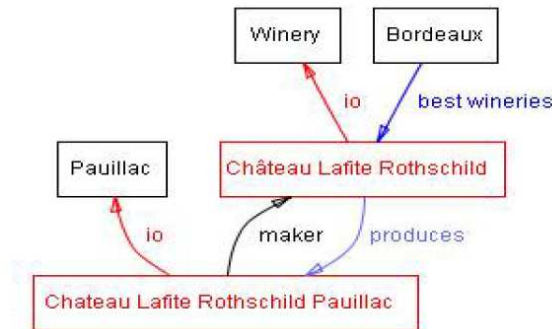 Winery
Bordeaux
io
best wineries
Pauillac
Château Lafite Rothschild
io
maker
produces
Chateau Lafite Rothschild Pauillac